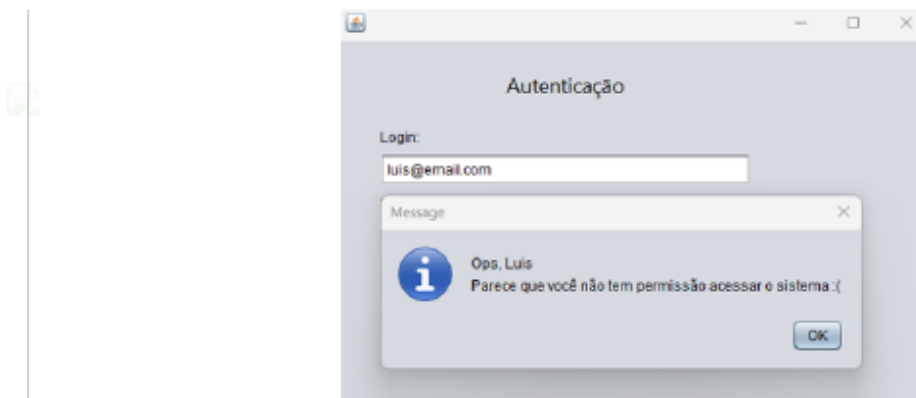 Autenticação
Login:
luis@email.com
Message
Ops, Luis
Parece que você não tem permissão acessar o sistema :(
OK